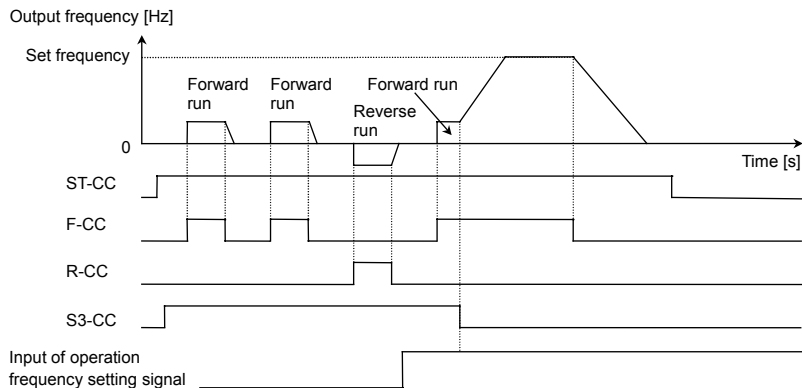 Output frequency [Hz]
Set frequency
Forward
run
Forward
run
Forward run
Reverse
run
0
Time [s]
ST-CC
F-CC
R-CC
S3-CC
Input of operation
frequency setting signal